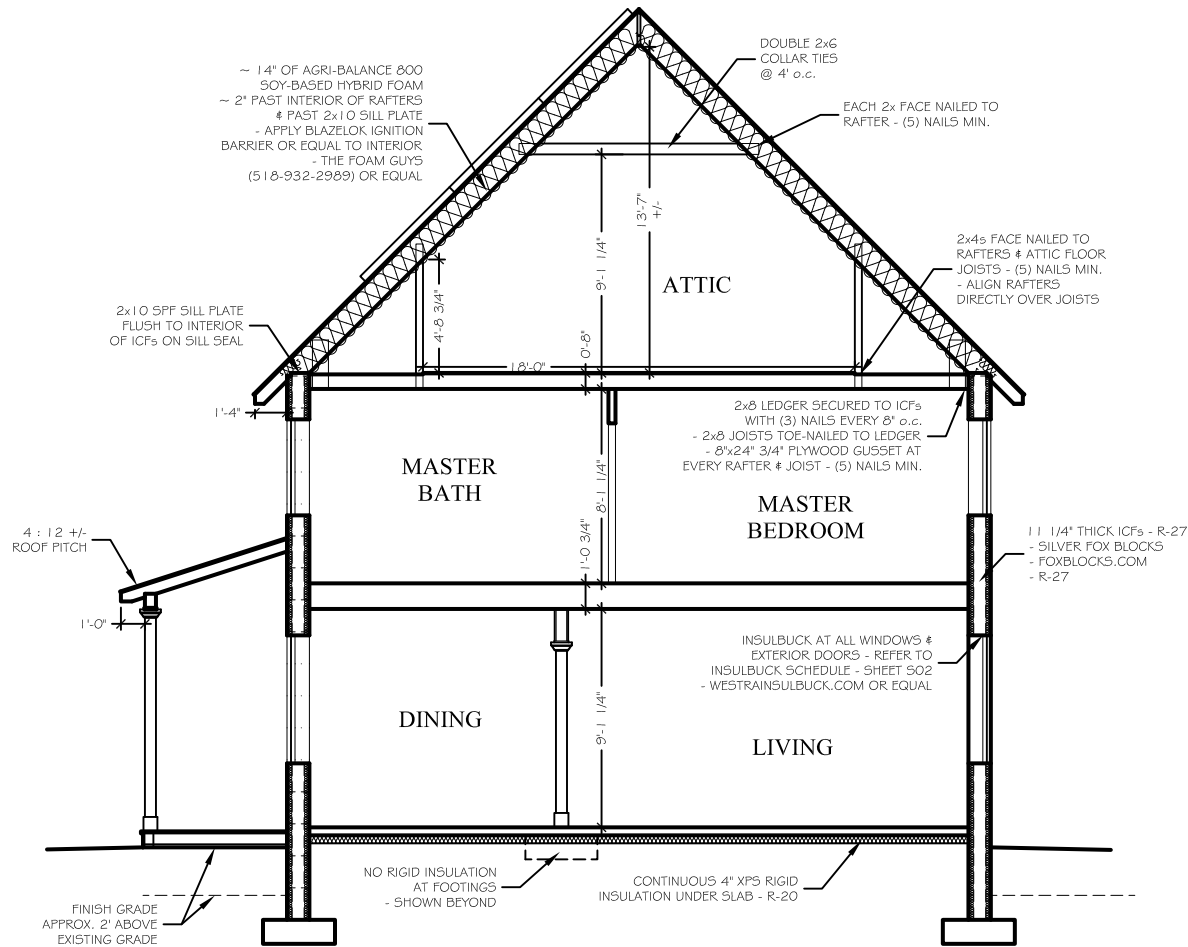 DOUBLE 2x6
COLLAR TIES
@ 4' o.c.
~ 14" OF AGRI-BALANCE 800
SOY-BASED HYBRID FOAM
~ 2" PAST INTERIOR OF RAFTERS
& PAST 2x10 SILL PLATE
- APPLY BLAZELOK IGNITION
BARRIER OR EQUAL TO INTERIOR
- THE FOAM GUYS
(518-932-2989) OR EQUAL
EACH 2x FACE NAILED TO
RAFTER - (5) NAILS MIN.
13'-7"
+/-
9'-1 1/4"
ATTIC
2x4s FACE NAILED TO
RAFTERS & ATTIC FLOOR
JOISTS - (5) NAILS MIN.
- ALIGN RAFTERS
DIRECTLY OVER JOISTS
4'-8 3/4"
2x10 SPF SILL PLATE
FLUSH TO INTERIOR
OF ICFs ON SILL SEAL
0'-8"
18'-0"
1'-4"
2x8 LEDGER SECURED TO ICFs
WITH (3) NAILS EVERY 8" o.c.
- 2x8 JOISTS TOE-NAILED TO LEDGER
- 8"x24" 3/4" PLYWOOD GUSSET AT
EVERY RAFTER & JOIST - (5) NAILS MIN.
MASTER
BATH
8'-1 1/4"
MASTER
BEDROOM
4 : 12 +/-
ROOF PITCH
1'-0 3/4"
11 1/4" THICK ICFs - R-27
- SILVER FOX BLOCKS
- FOXBLOCKS.COM
- R-27
1'-0"
INSULBUCK AT ALL WINDOWS &
EXTERIOR DOORS - REFER TO
INSULBUCK SCHEDULE - SHEET S02
- WESTRAINSULBUCK.COM OR EQUAL
DINING
9'-1 1/4"
LIVING
NO RIGID INSULATION
AT FOOTINGS
- SHOWN BEYOND
CONTINUOUS 4" XPS RIGID
INSULATION UNDER SLAB - R-20
FINISH GRADE
APPROX. 2' ABOVE
EXISTING GRADE